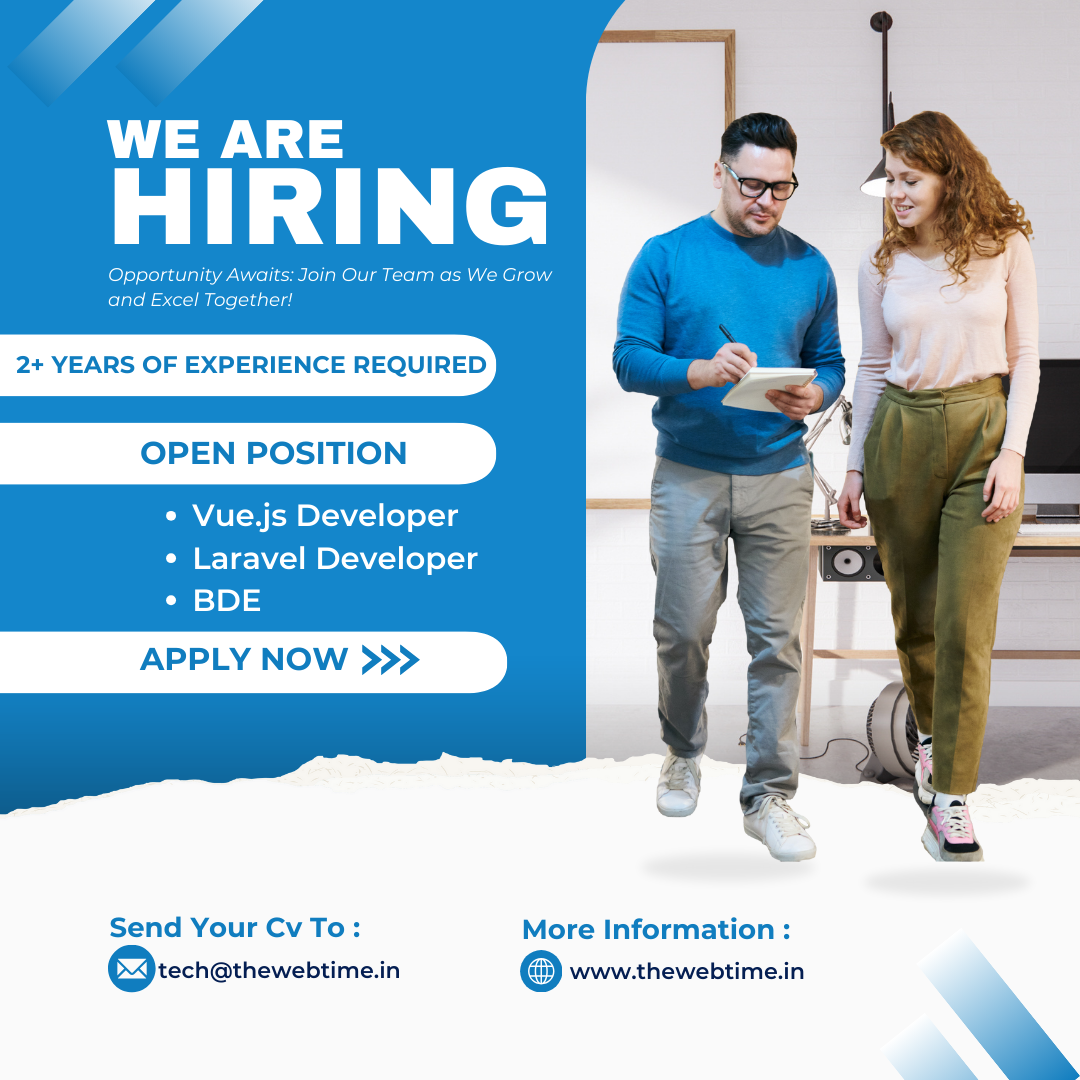 WE ARE
HIRING
Opportunity Awaits: Join Our Team as We Grow
and Excel Together!
2+ YEARS OF EXPERIENCE REQUIRED
OPEN POSITION
• Vue.js Developer
• Laravel Developer
• BDE
APPLY NOW
Send Your Cv To :
tech@thewebtime.in
More Information :
www.thewebtime.in